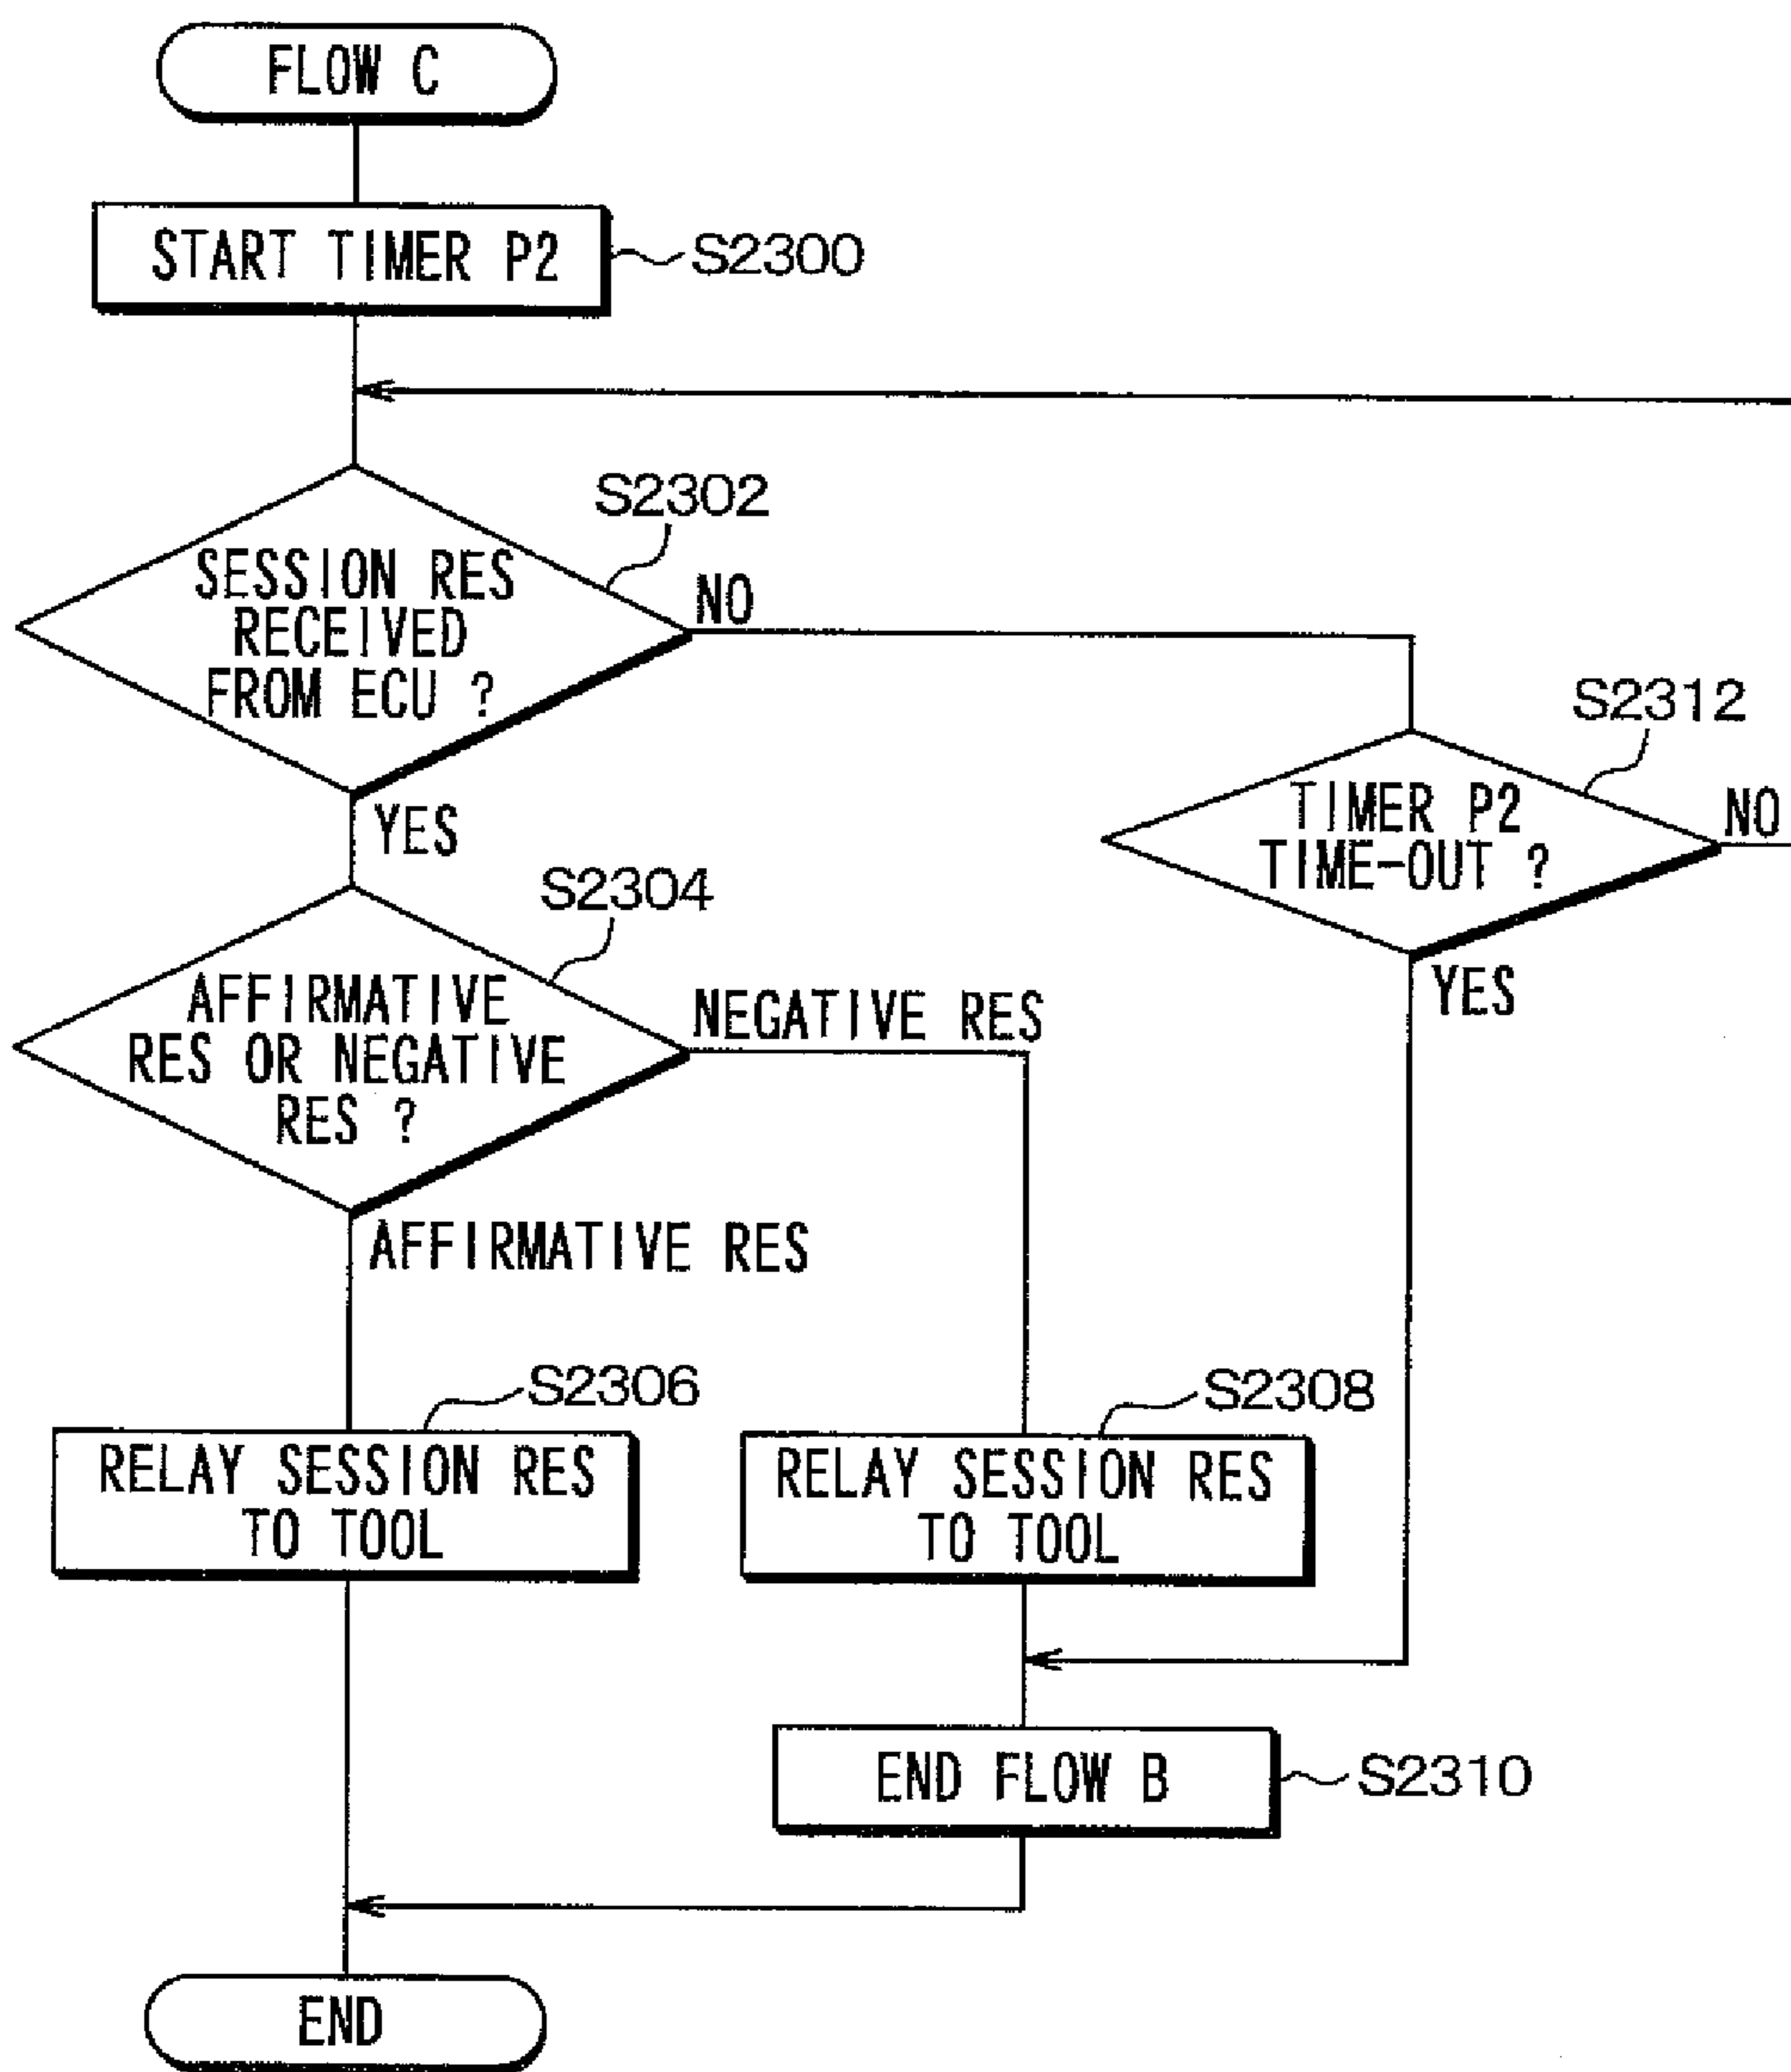 FLOW C
START TIMER P2
S2300
S2302
SESSION RES
RECEIVED
FROM ECU ?
NO
YES
S2312
TIMER P2
TIME-OUT ?
NO
YES
S2304
AFFIRMATIVE
RES OR NEGATIVE
RES ?
NEGATIVE RES
AFFIRMATIVE RES
S2306
RELAY SESSION RES
TO TOOL
S2308
RELAY SESSION RES
TO TOOL
END FLOW B
S2310
END